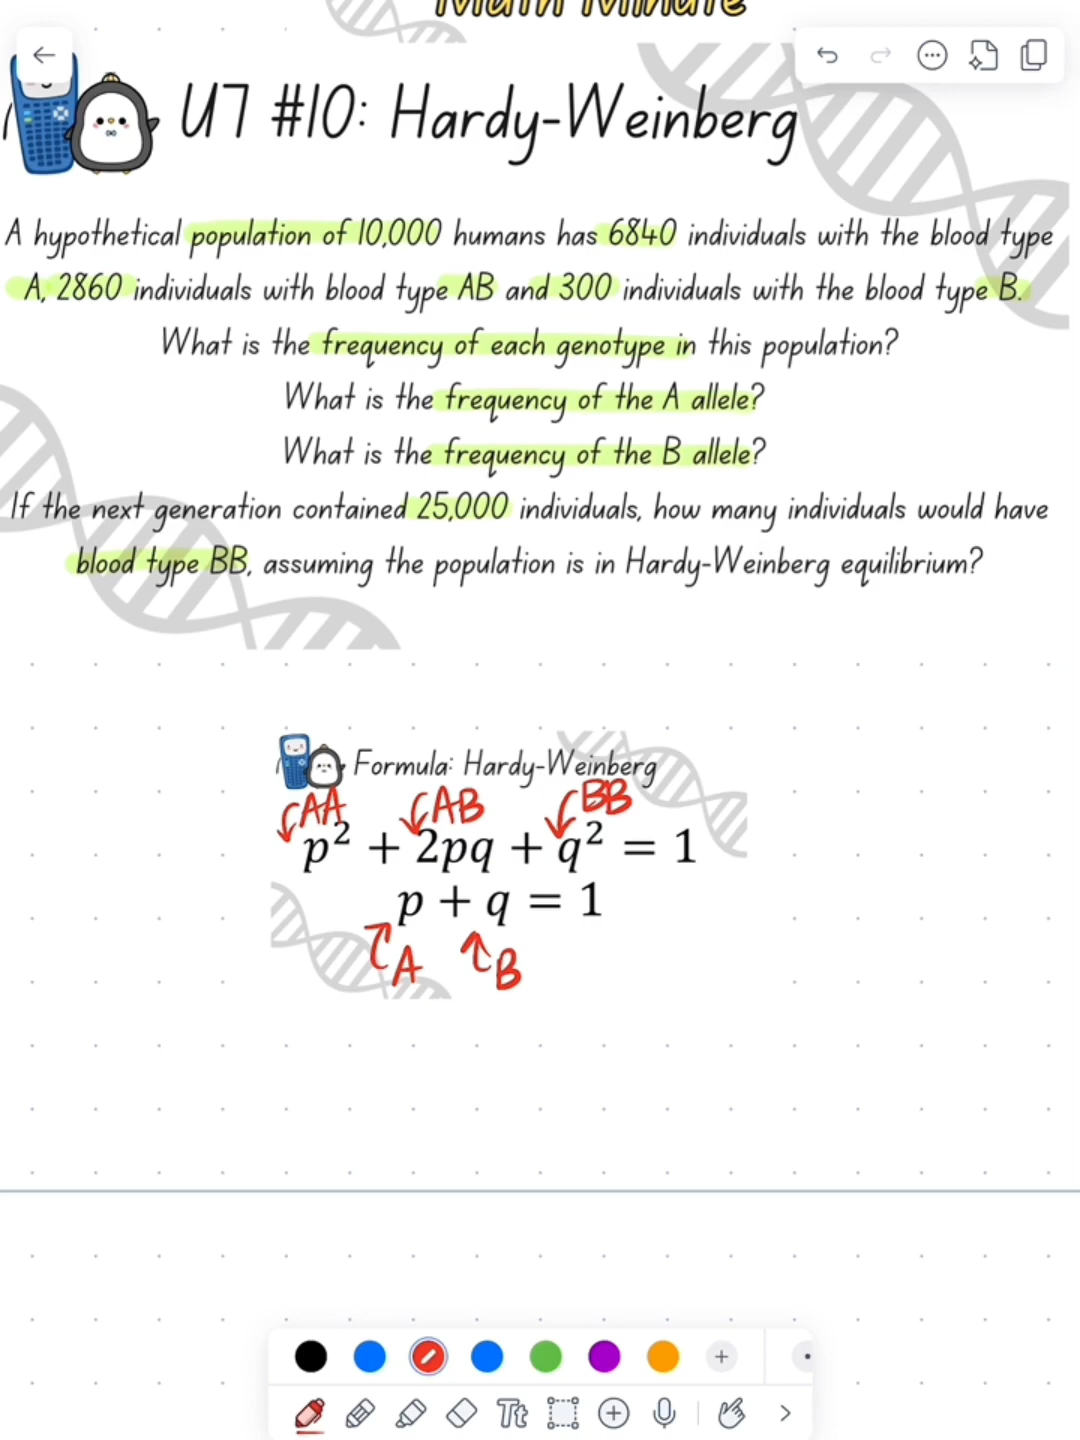 Math Minute
U7 #10: Hardy-Weinberg
A hypothetical population of 10,000 humans has 6840 individuals with the blood type
A, 2860 individuals with blood type AB and 300 individuals with the blood type B.
What is the frequency of each genotype in this population?
What is the frequency of the A allele?
What is the frequency of the B allele?
If the next generation contained 25,000 individuals, how many individuals would have
blood type BB, assuming the population is in Hardy-Weinberg equilibrium?
Formula: Hardy-Weinberg
AA AB BB
p² + 2pq + q² = 1
p + q = 1
A B
Tt